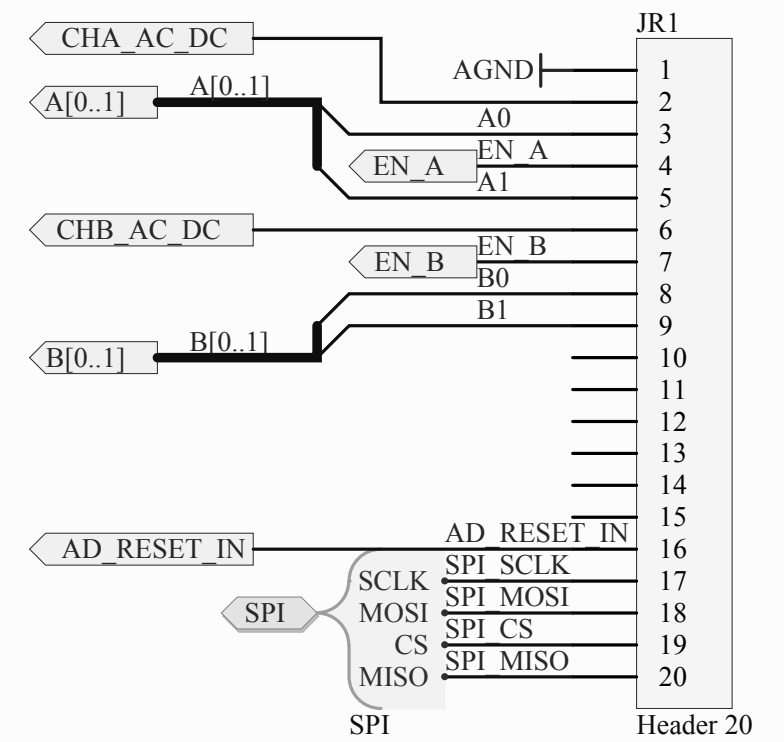 JR1
CHA_AC_DC
AGND 1
A[0..1] A[0..1] 2
A0 3
EN_A EN_A 4
A1 5
CHB_AC_DC 6
EN_B EN_B 7
B0 8
B1 9
B[0..1] B[0..1] 10
11
12
13
14
15
AD_RESET_IN AD_RESET_IN 16
SCLK SPI_SCLK 17
SPI MOSI SPI_MOSI 18
CS SPI_CS 19
MISO SPI_MISO 20
SPI Header 20